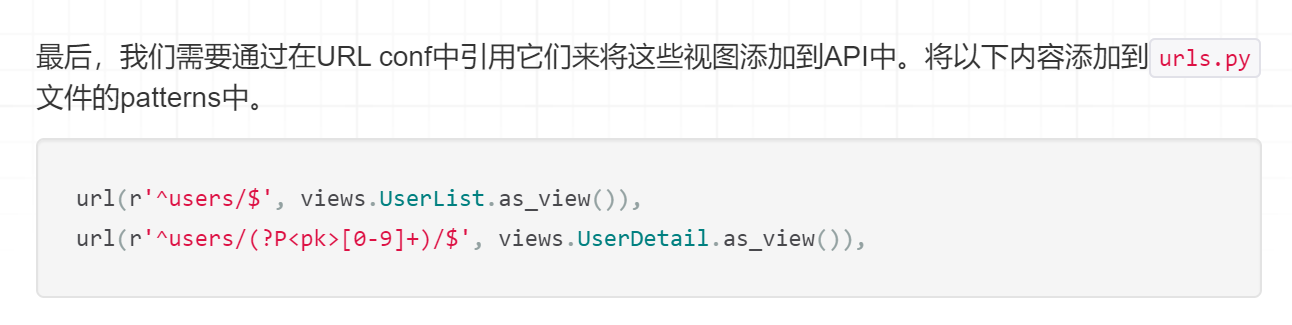 最后，我们需要通过在URL conf中引用它们来将这些视图添加到API中。将以下内容添加到urls.py
文件的patterns中。
url(r'^users/$', views.UserList.as_view()),
url(r'^users/(?P<pk>[0-9]+)/$', views.UserDetail.as_view()),